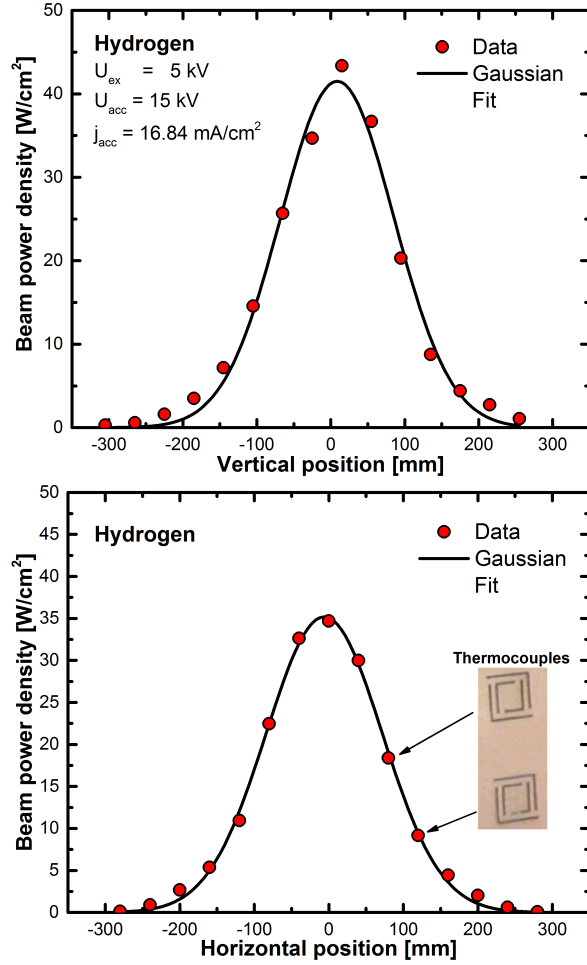 50
40
30
20
10
0
Beam power density [W/cm²]
Hydrogen
U_ex = 5 kV
U_acc = 15 kV
j_acc = 16.84 mA/cm²
Data
Gaussian
Fit
-300 -200 -100 0 100 200 300
Vertical position [mm]
50
45
40
35
30
25
20
15
10
5
0
Beam power density [W/cm²]
Hydrogen
Data
Gaussian
Fit
Thermocouples
-300 -200 -100 0 100 200 300
Horizontal position [mm]